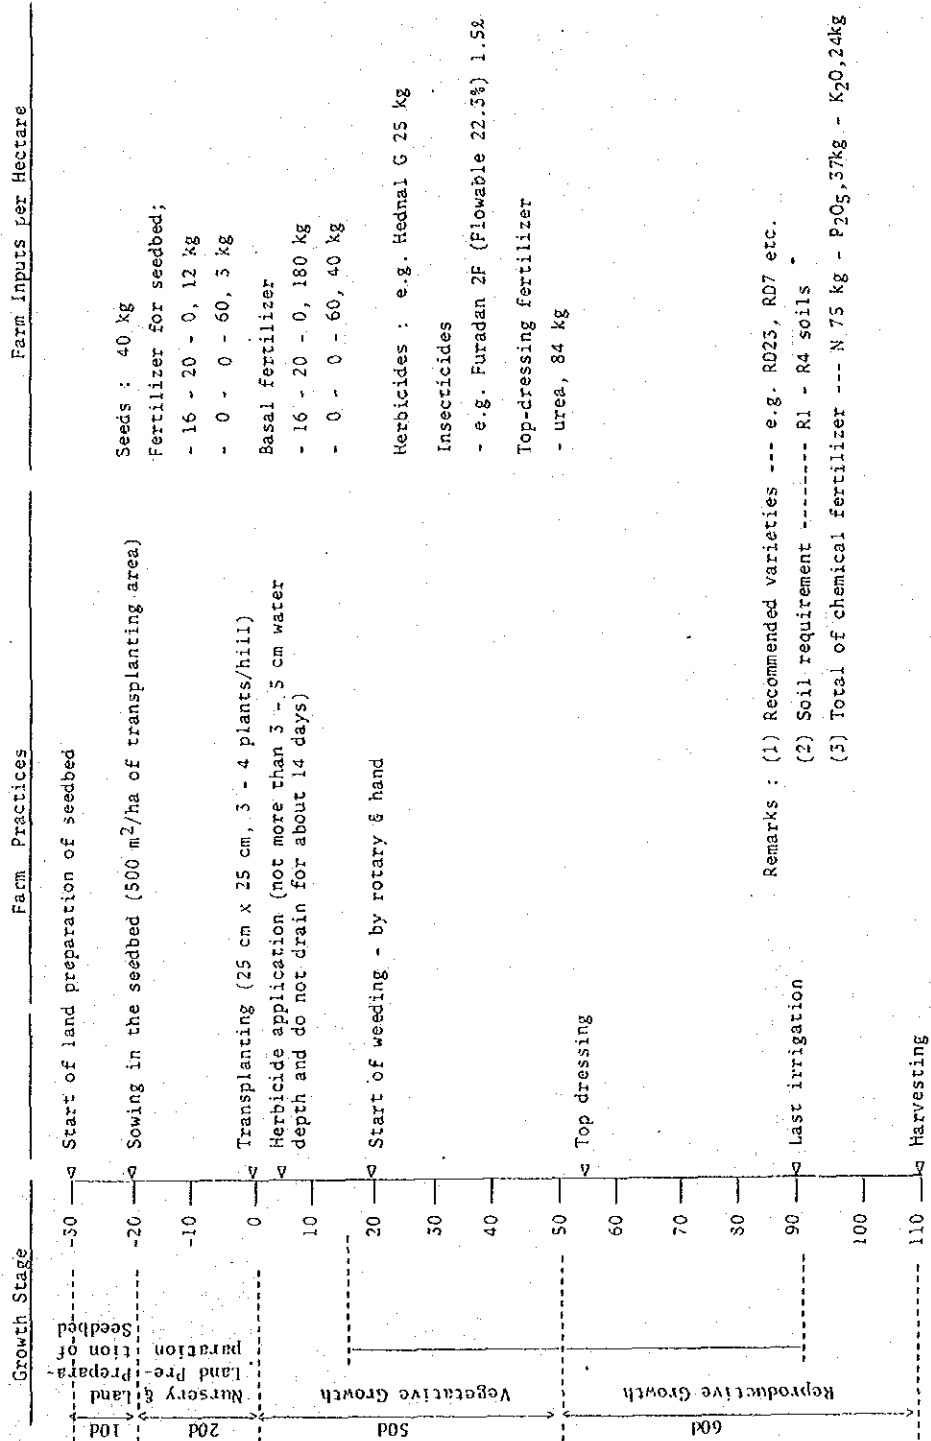 Growth Stage
Farm Practices
Farm Inputs per Hectare
10d
Land Prepara-
tion of
Seedbed
20d
Nursery &
Land Pre-
paration
50d
Vegetative Growth
60d
Reproductive Growth
-30
-20
-10
0
10
20
30
40
50
60
70
80
90
100
110
Start of land preparation of seedbed
Sowing in the seedbed (500 m²/ha of transplanting area)
Transplanting (25 cm x 25 cm, 3 - 4 plants/hill)
Herbicide application (not more than 3 - 5 cm water
depth and do not drain for about 14 days)
Start of weeding - by rotary & hand
Top dressing
Last irrigation
Harvesting
Seeds : 40 kg
Fertilizer for seedbed;
- 16 - 20 - 0, 12 kg
- 0 - 0 - 60, 3 kg
Basal fertilizer
- 16 - 20 - 0, 180 kg
- 0 - 0 - 60, 40 kg
Herbicides : e.g. Hednal G 25 kg
Insecticides
- e.g. Furadan 2F (Flowable 22.3%) 1.5ℓ
Top-dressing fertilizer
- urea, 84 kg
Remarks : (1) Recommended varieties --- e.g. RD23, RD7 etc.
(2) Soil requirement -------- R1 - R4 soils
(3) Total of chemical fertilizer --- N 75 kg - P₂O₅,37kg - K₂O,24kg